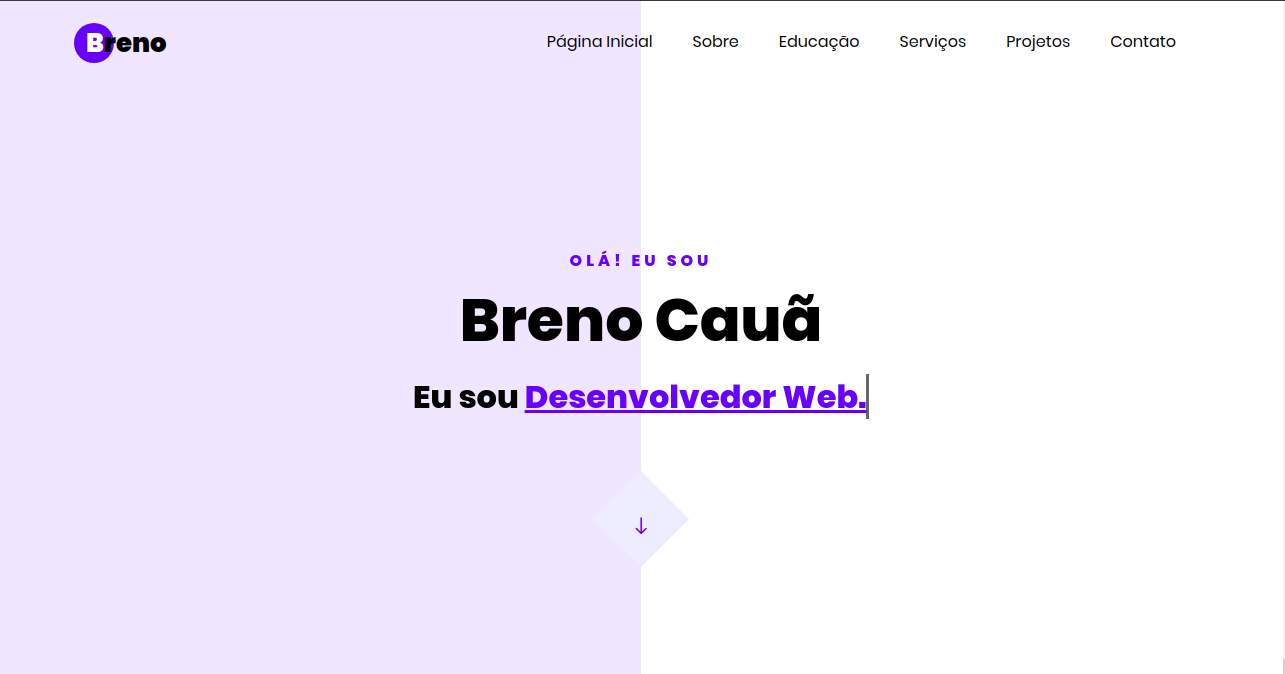 Breno
Página Inicial Sobre Educação Serviços Projetos Contato
OLÁ! EU SOU
Breno Cauã
Eu sou Desenvolvedor Web.